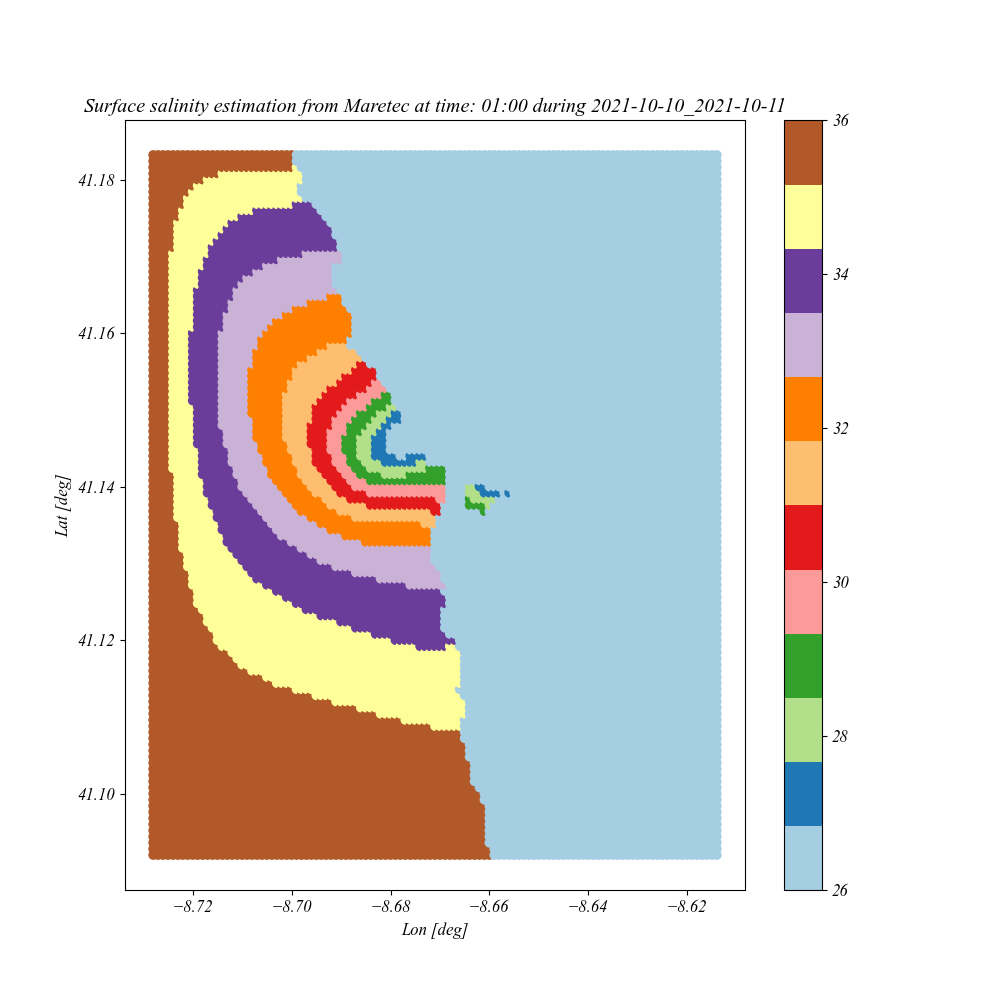 Surface salinity estimation from Maretec at time: 01:00 during 2021-10-10_2021-10-11
36
41.18
34
41.16
32
Lat [deg]
41.14
30
41.12
28
41.10
26
−8.72 −8.70 −8.68 −8.66 −8.64 −8.62
Lon [deg]